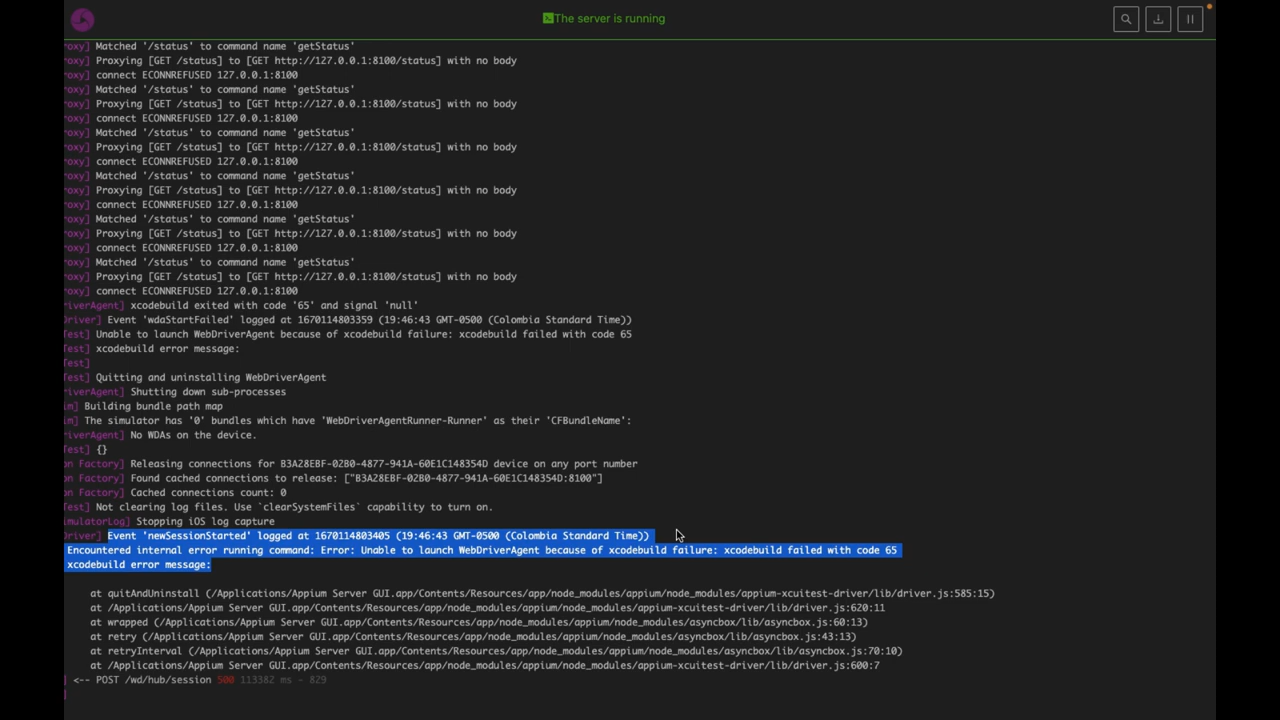 The server is running
roxy] Matched '/status' to command name 'getStatus'
roxy] Proxying [GET /status] to [GET http://127.0.0.1:8100/status] with no body
roxy] connect ECONNREFUSED 127.0.0.1:8100
roxy] Matched '/status' to command name 'getStatus'
roxy] Proxying [GET /status] to [GET http://127.0.0.1:8100/status] with no body
roxy] connect ECONNREFUSED 127.0.0.1:8100
roxy] Matched '/status' to command name 'getStatus'
roxy] Proxying [GET /status] to [GET http://127.0.0.1:8100/status] with no body
roxy] connect ECONNREFUSED 127.0.0.1:8100
roxy] Matched '/status' to command name 'getStatus'
roxy] Proxying [GET /status] to [GET http://127.0.0.1:8100/status] with no body
roxy] connect ECONNREFUSED 127.0.0.1:8100
roxy] Matched '/status' to command name 'getStatus'
roxy] Proxying [GET /status] to [GET http://127.0.0.1:8100/status] with no body
roxy] connect ECONNREFUSED 127.0.0.1:8100
roxy] Matched '/status' to command name 'getStatus'
roxy] Proxying [GET /status] to [GET http://127.0.0.1:8100/status] with no body
roxy] connect ECONNREFUSED 127.0.0.1:8100
riverAgent] xcodebuild exited with code '65' and signal 'null'
Driver] Event 'wdaStartFailed' logged at 1670114803359 (19:46:43 GMT-0500 (Colombia Standard Time))
Test] Unable to launch WebDriverAgent because of xcodebuild failure: xcodebuild failed with code 65
Test] xcodebuild error message:
Test]
Test] Quitting and uninstalling WebDriverAgent
riverAgent] Shutting down sub-processes
im] Building bundle path map
im] The simulator has '0' bundles which have 'WebDriverAgentRunner-Runner' as their 'CFBundleName':
riverAgent] No WDAs on the device.
Test] {}
on Factory] Releasing connections for B3A28EBF-02B0-4877-941A-60E1C148354D device on any port number
on Factory] Found cached connections to release: ["B3A28EBF-02B0-4877-941A-60E1C148354D:8100"]
on Factory] Cached connections count: 0
Test] Not clearing log files. Use `clearSystemFiles` capability to turn on.
imulatorLog] Stopping iOS log capture
Driver] Event 'newSessionStarted' logged at 1670114803405 (19:46:43 GMT-0500 (Colombia Standard Time))
Encountered internal error running command: Error: Unable to launch WebDriverAgent because of xcodebuild failure: xcodebuild failed with code 65
xcodebuild error message:
at quitAndUninstall (/Applications/Appium Server GUI.app/Contents/Resources/app/node_modules/appium/node_modules/appium-xcuitest-driver/lib/driver.js:585:15)
at /Applications/Appium Server GUI.app/Contents/Resources/app/node_modules/appium/node_modules/appium-xcuitest-driver/lib/driver.js:620:11
at wrapped (/Applications/Appium Server GUI.app/Contents/Resources/app/node_modules/appium/node_modules/asyncbox/lib/asyncbox.js:60:13)
at retry (/Applications/Appium Server GUI.app/Contents/Resources/app/node_modules/appium/node_modules/asyncbox/lib/asyncbox.js:43:13)
at retryInterval (/Applications/Appium Server GUI.app/Contents/Resources/app/node_modules/appium/node_modules/asyncbox/lib/asyncbox.js:70:10)
at /Applications/Appium Server GUI.app/Contents/Resources/app/node_modules/appium/node_modules/appium-xcuitest-driver/lib/driver.js:600:7
] <-- POST /wd/hub/session 500 113382 ms - 829
]